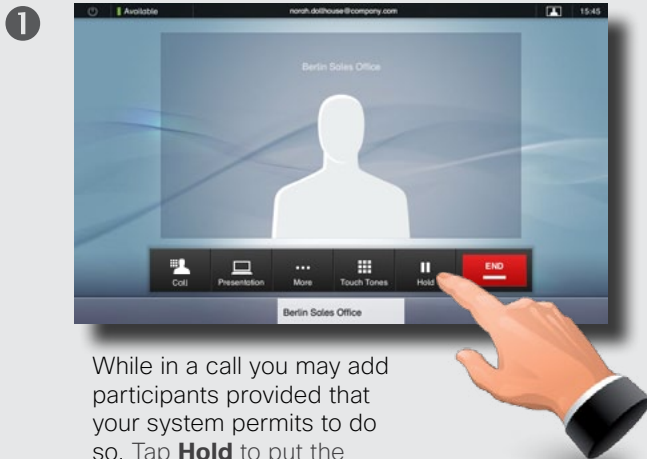 1
Available norah.dollhouse@company.com 15:45
Berlin Sales Office
Call Presentation More Touch Tones Hold END
Berlin Sales Office
While in a call you may add
participants provided that
your system permits to do
so. Tap Hold to put the